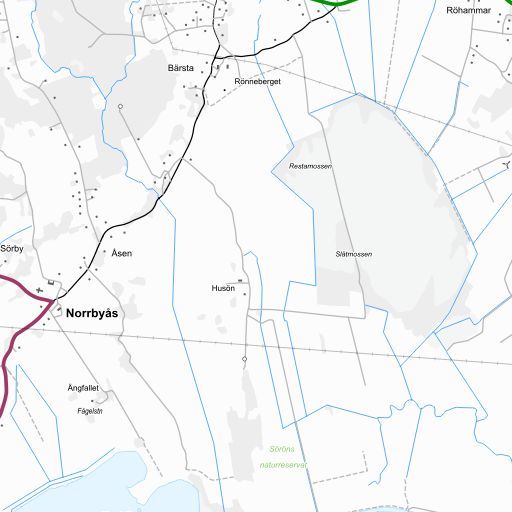 Röhammar
Bärsta
Rönneberget
Restamossen
Sörby
Åsen
Slätmossen
Husön
Norrbyås
Ängfallet
Fågelstn
Söröns
naturreservat